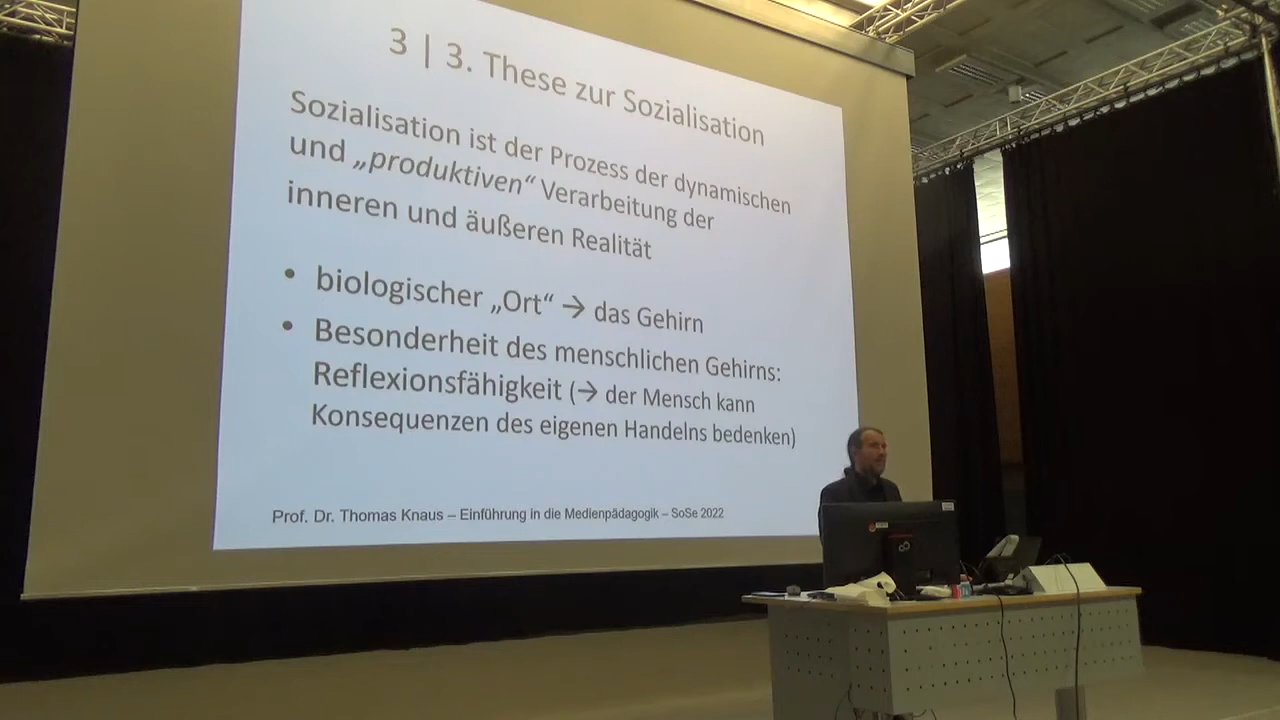 3 | 3. These zur Sozialisation
Sozialisation ist der Prozess der dynamischen
und „produktiven“ Verarbeitung der
inneren und äußeren Realität
• biologischer „Ort“ → das Gehirn
• Besonderheit des menschlichen Gehirns:
Reflexionsfähigkeit (→ der Mensch kann
Konsequenzen des eigenen Handelns bedenken)
Prof. Dr. Thomas Knaus – Einführung in die Medienpädagogik – SoSe 2022